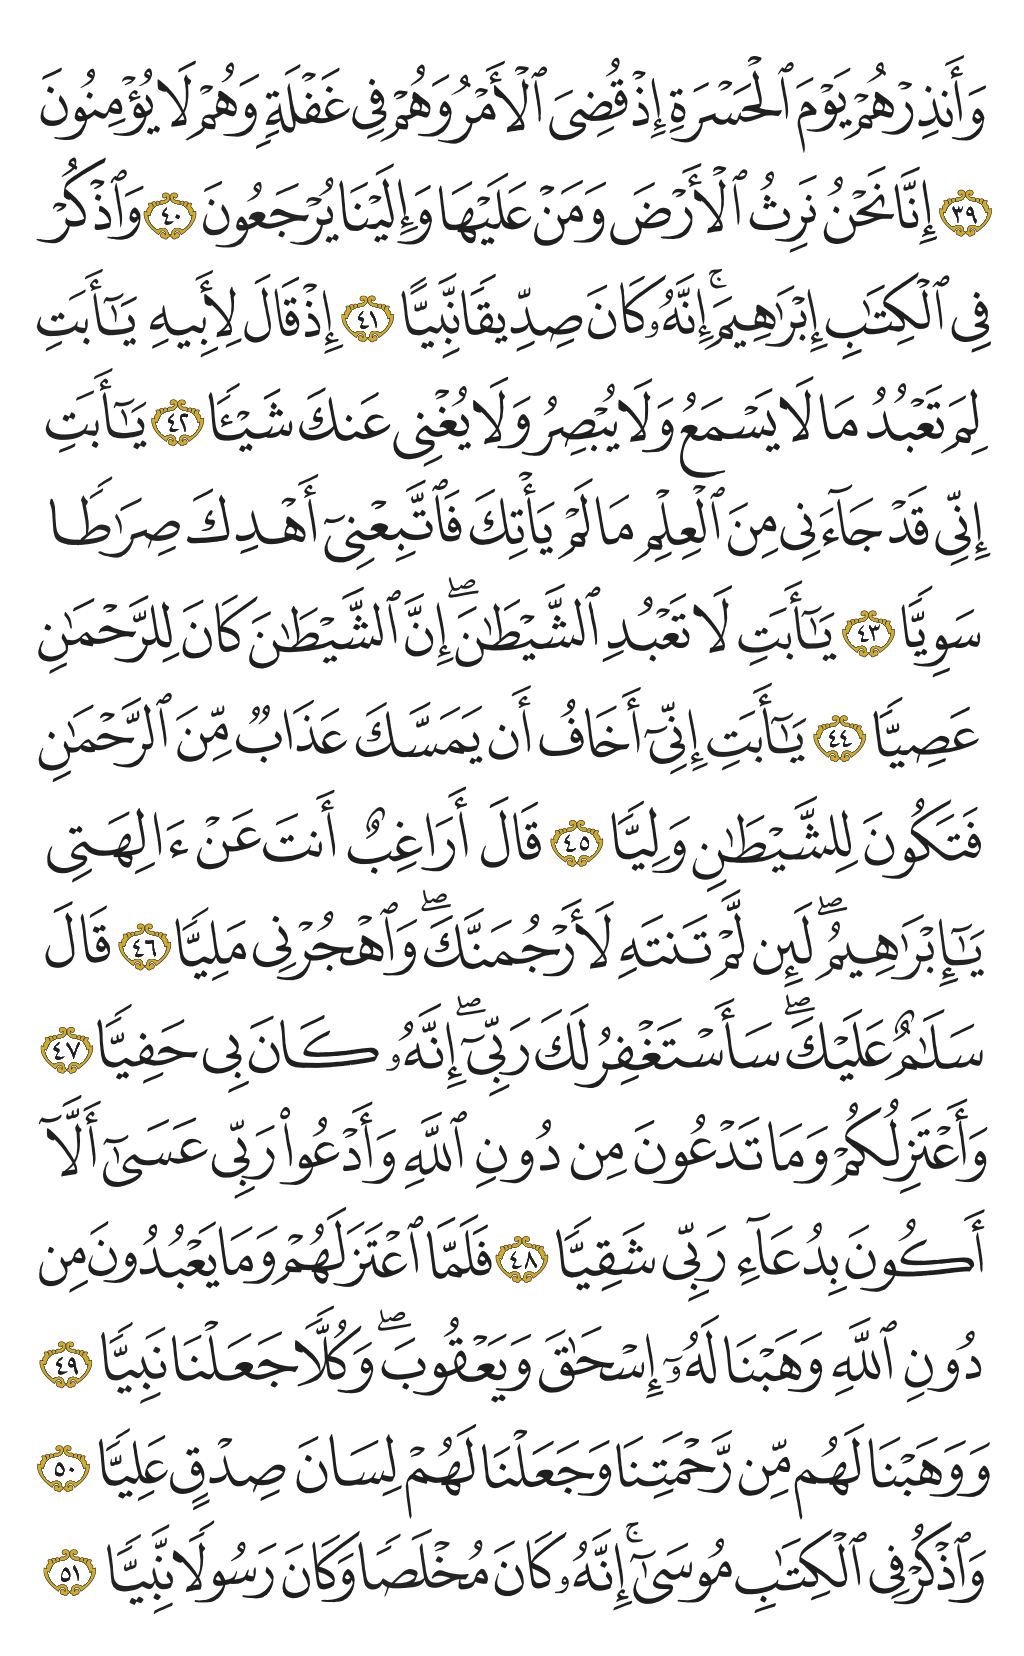 وَأَنذِرْهُمْ يَوْمَ ٱلْحَسْرَةِ إِذْ قُضِىَ ٱلْأَمْرُ وَهُمْ فِى غَفْلَةٍ وَهُمْ لَا يُؤْمِنُونَ
٣٩ إِنَّا نَحْنُ نَرِثُ ٱلْأَرْضَ وَمَنْ عَلَيْهَا وَإِلَيْنَا يُرْجَعُونَ ٤٠ وَٱذْكُرْ
فِى ٱلْكِتَـٰبِ إِبْرَٰهِيمَ ۚ إِنَّهُۥ كَانَ صِدِّيقًا نَّبِيًّا ٤١ إِذْ قَالَ لِأَبِيهِ يَـٰٓأَبَتِ
لِمَ تَعْبُدُ مَا لَا يَسْمَعُ وَلَا يُبْصِرُ وَلَا يُغْنِى عَنكَ شَيْـًٔا ٤٢ يَـٰٓأَبَتِ
إِنِّى قَدْ جَآءَنِى مِنَ ٱلْعِلْمِ مَا لَمْ يَأْتِكَ فَٱتَّبِعْنِىٓ أَهْدِكَ صِرَٰطًا
سَوِيًّا ٤٣ يَـٰٓأَبَتِ لَا تَعْبُدِ ٱلشَّيْطَـٰنَ ۖ إِنَّ ٱلشَّيْطَـٰنَ كَانَ لِلرَّحْمَـٰنِ
عَصِيًّا ٤٤ يَـٰٓأَبَتِ إِنِّىٓ أَخَافُ أَن يَمَسَّكَ عَذَابٌ مِّنَ ٱلرَّحْمَـٰنِ
فَتَكُونَ لِلشَّيْطَـٰنِ وَلِيًّا ٤٥ قَالَ أَرَاغِبٌ أَنتَ عَنْ ءَالِهَتِى
يَـٰٓإِبْرَٰهِيمُ ۖ لَئِن لَّمْ تَنتَهِ لَأَرْجُمَنَّكَ ۖ وَٱهْجُرْنِى مَلِيًّا ٤٦ قَالَ
سَلَـٰمٌ عَلَيْكَ ۖ سَأَسْتَغْفِرُ لَكَ رَبِّىٓ ۖ إِنَّهُۥ كَانَ بِى حَفِيًّا ٤٧
وَأَعْتَزِلُكُمْ وَمَا تَدْعُونَ مِن دُونِ ٱللَّهِ وَأَدْعُوا۟ رَبِّى عَسَىٰٓ أَلَّآ
أَكُونَ بِدُعَآءِ رَبِّى شَقِيًّا ٤٨ فَلَمَّا ٱعْتَزَلَهُمْ وَمَا يَعْبُدُونَ مِن
دُونِ ٱللَّهِ وَهَبْنَا لَهُۥٓ إِسْحَـٰقَ وَيَعْقُوبَ ۖ وَكُلًّا جَعَلْنَا نَبِيًّا ٤٩
وَوَهَبْنَا لَهُم مِّن رَّحْمَتِنَا وَجَعَلْنَا لَهُمْ لِسَانَ صِدْقٍ عَلِيًّا ٥٠
وَٱذْكُرْ فِى ٱلْكِتَـٰبِ مُوسَىٰٓ ۚ إِنَّهُۥ كَانَ مُخْلَصًا وَكَانَ رَسُولًا نَّبِيًّا ٥١